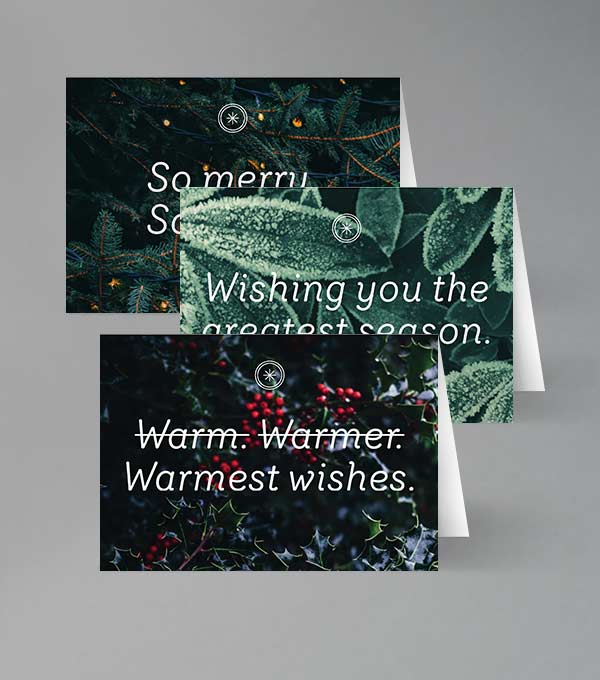 So merry
Wishing you the
greatest season.
~~Warm.~~ ~~Warmer.~~
Warmest wishes.